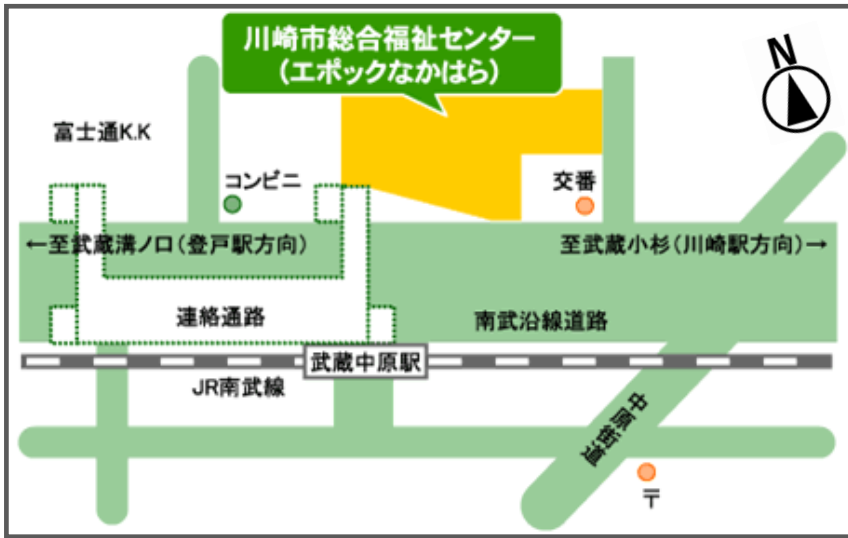 川崎市総合福祉センター
(エポックなかはら)
N
富士通K.K
コンビニ
交番
←至武蔵溝ノ口(登戸駅方向)
至武蔵小杉(川崎駅方向)→
連絡通路
南武沿線道路
武蔵中原駅
JR南武線
中原街道
〒